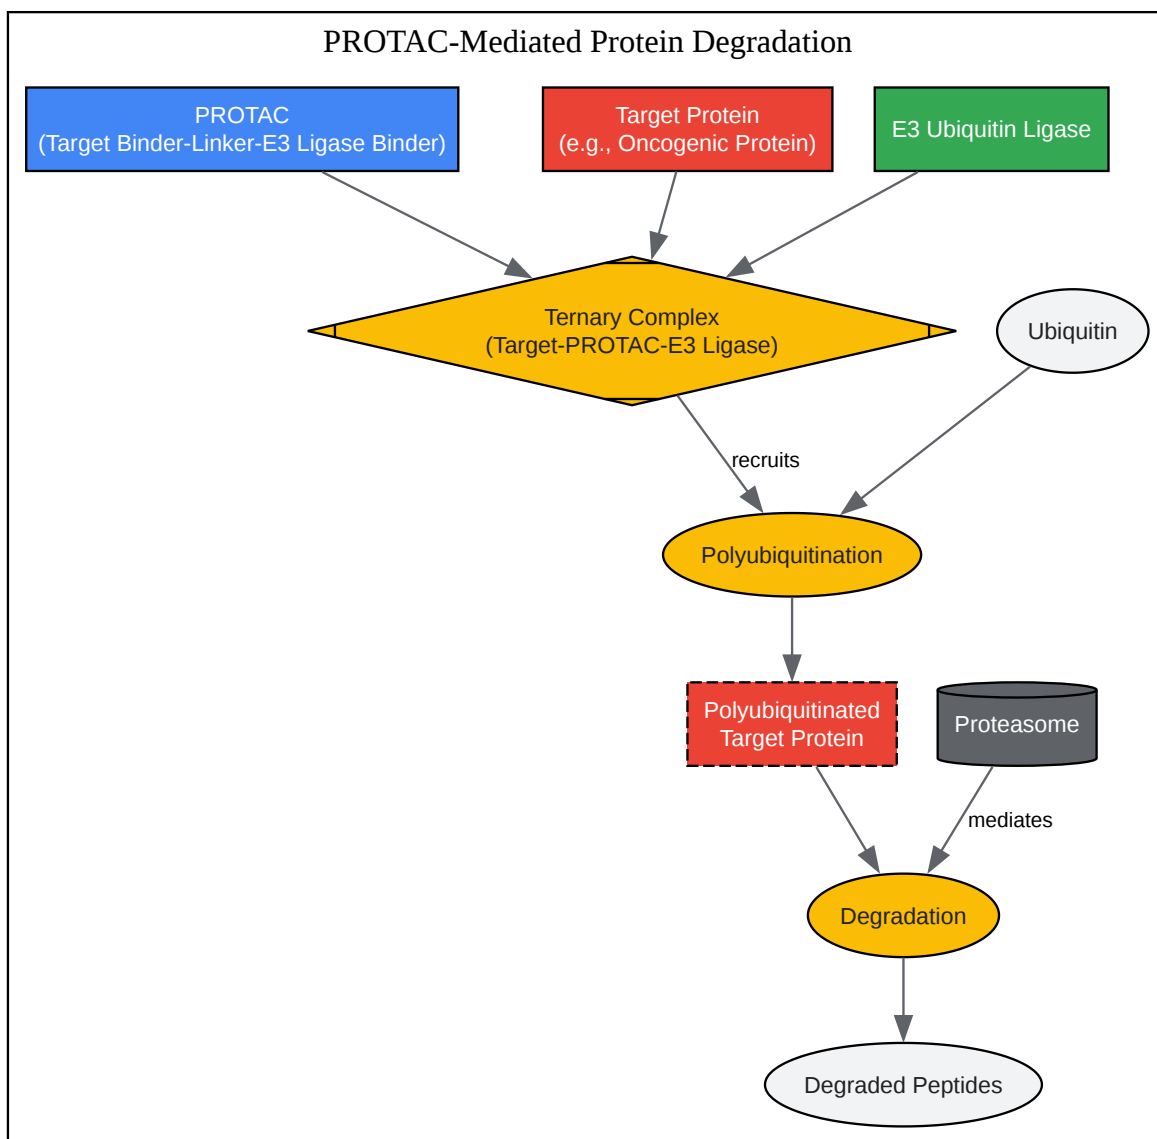 PROTAC-Mediated Protein Degradation
PROTAC
(Target Binder-Linker-E3 Ligase Binder)
Target Protein
(e.g., Oncogenic Protein)
E3 Ubiquitin Ligase
Ternary Complex
(Target-PROTAC-E3 Ligase)
Ubiquitin
recruits
Polyubiquitination
Polyubiquitinated
Target Protein
Proteasome
mediates
Degradation
Degraded Peptides